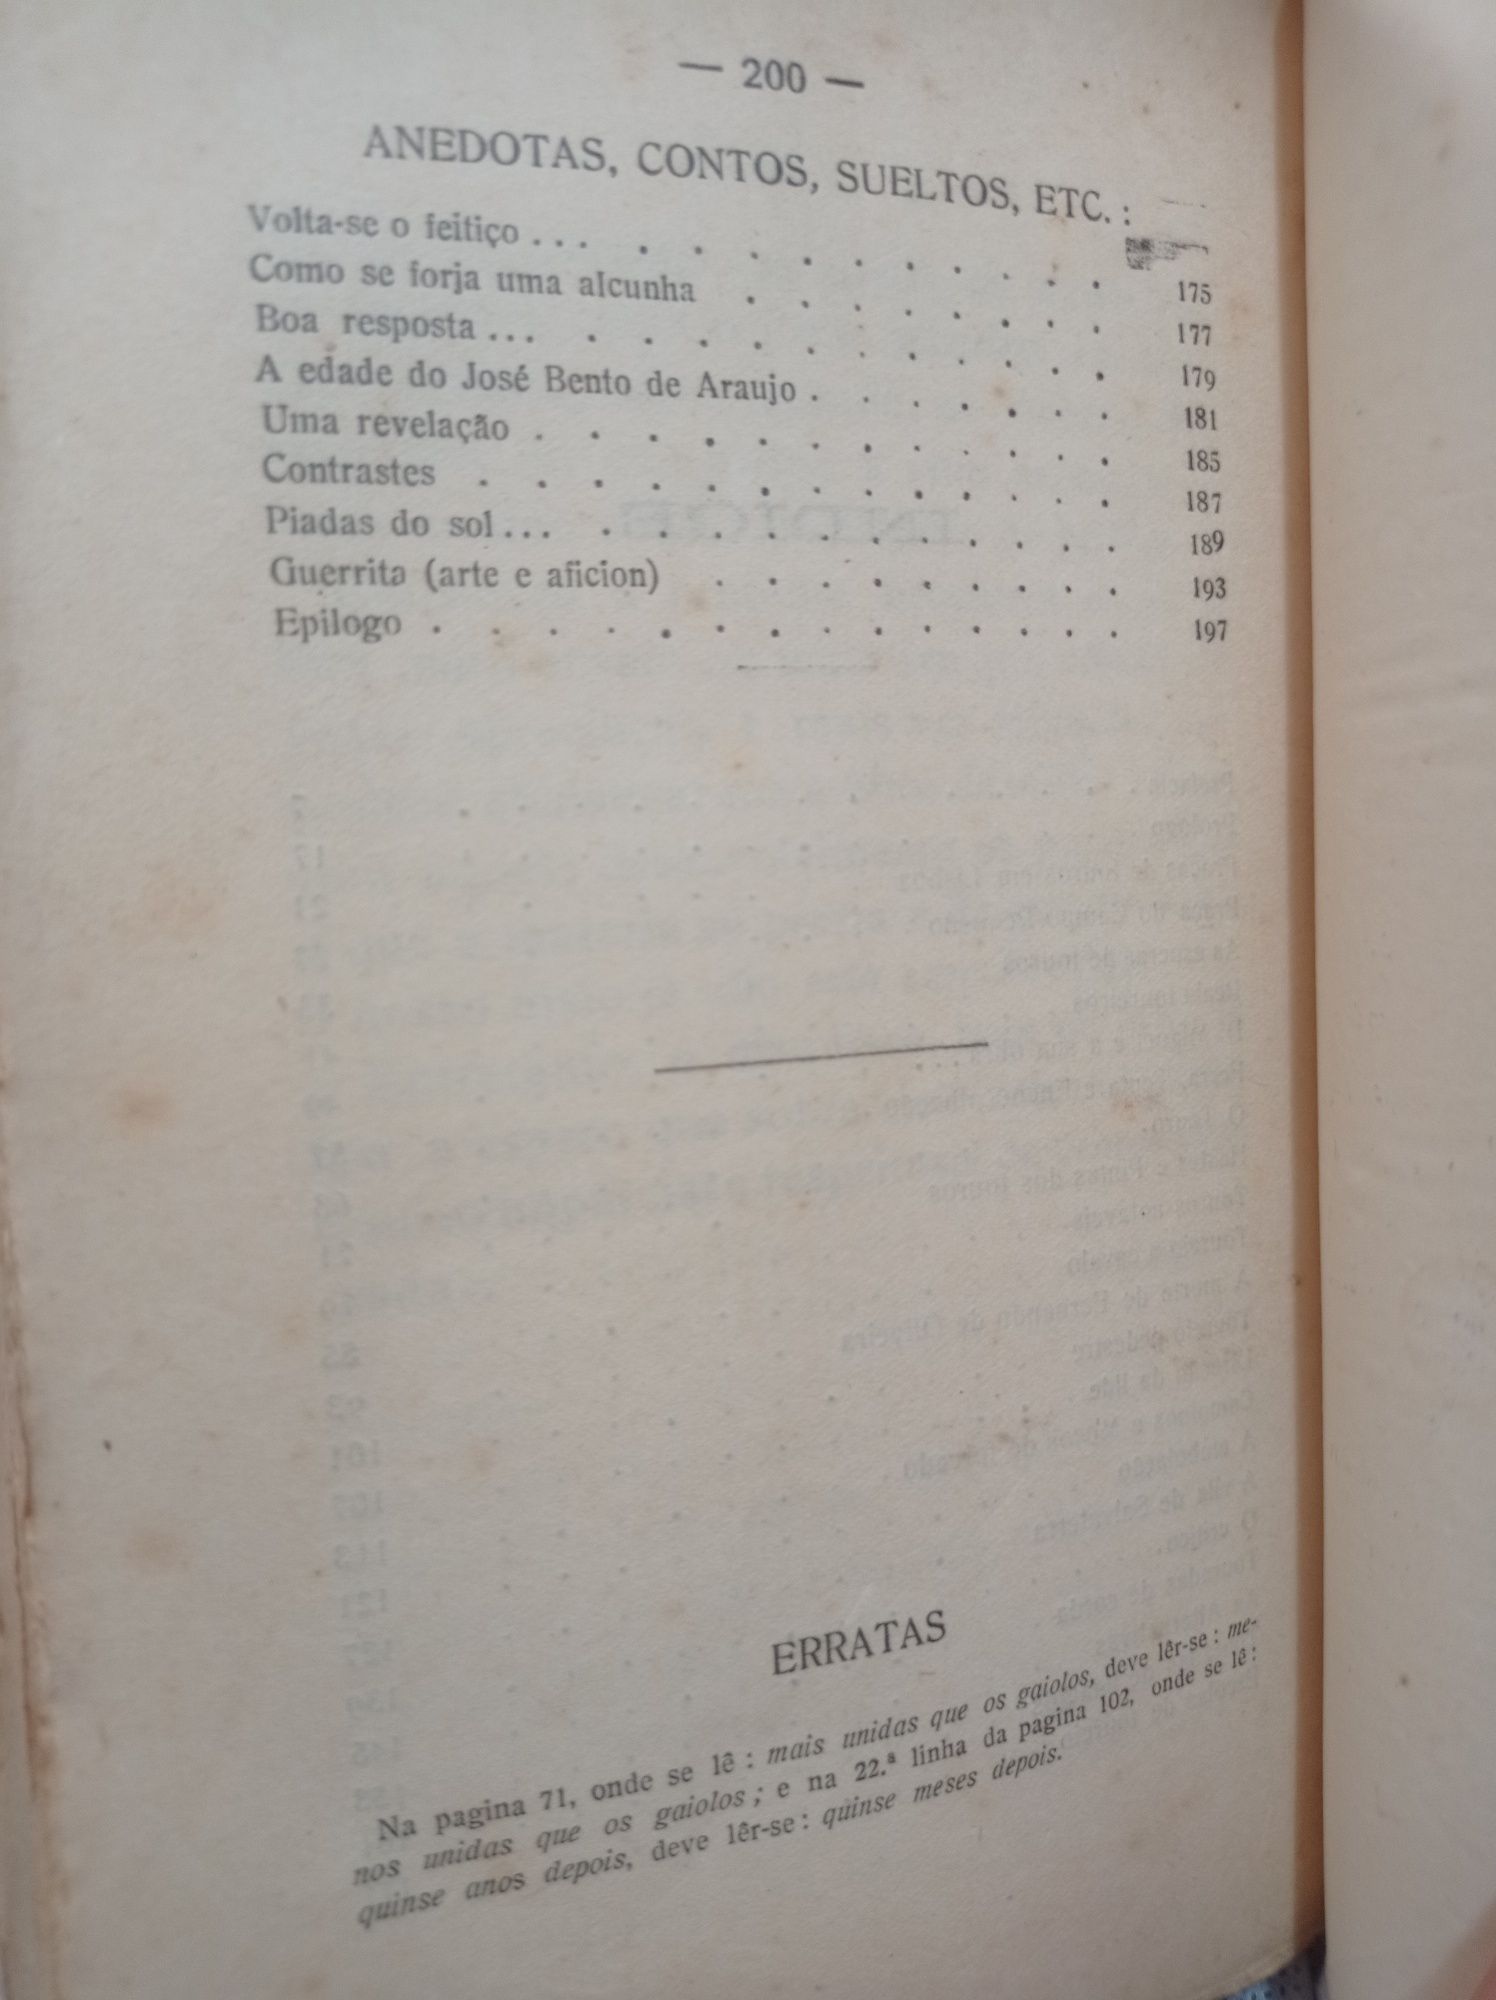 — 200 —
ANEDOTAS, CONTOS, SUELTOS, ETC. :
Volta-se o feitiço . . . . . . . . . . . . . 175
Como se forja uma alcunha . . . . . . . . 177
Boa resposta . . . . . . . . . . . . . 179
A edade do José Bento de Araujo . . . . . . . 181
Uma revelação . . . . . . . . . . . . 185
Contrastes . . . . . . . . . . . . . 187
Piadas do sol . . . . . . . . . . . . . 189
Guerrita (arte e aficion) . . . . . . . . . 193
Epilogo . . . . . . . . . . . . . . 197
ERRATAS
Na pagina 71, onde se lê : mais unidas que os gaiolos, deve lêr-se : me-
nos unidas que os gaiolos ; e na 22.ª linha da pagina 102, onde se lê :
quinse anos depois, deve lêr-se : quinse meses depois.